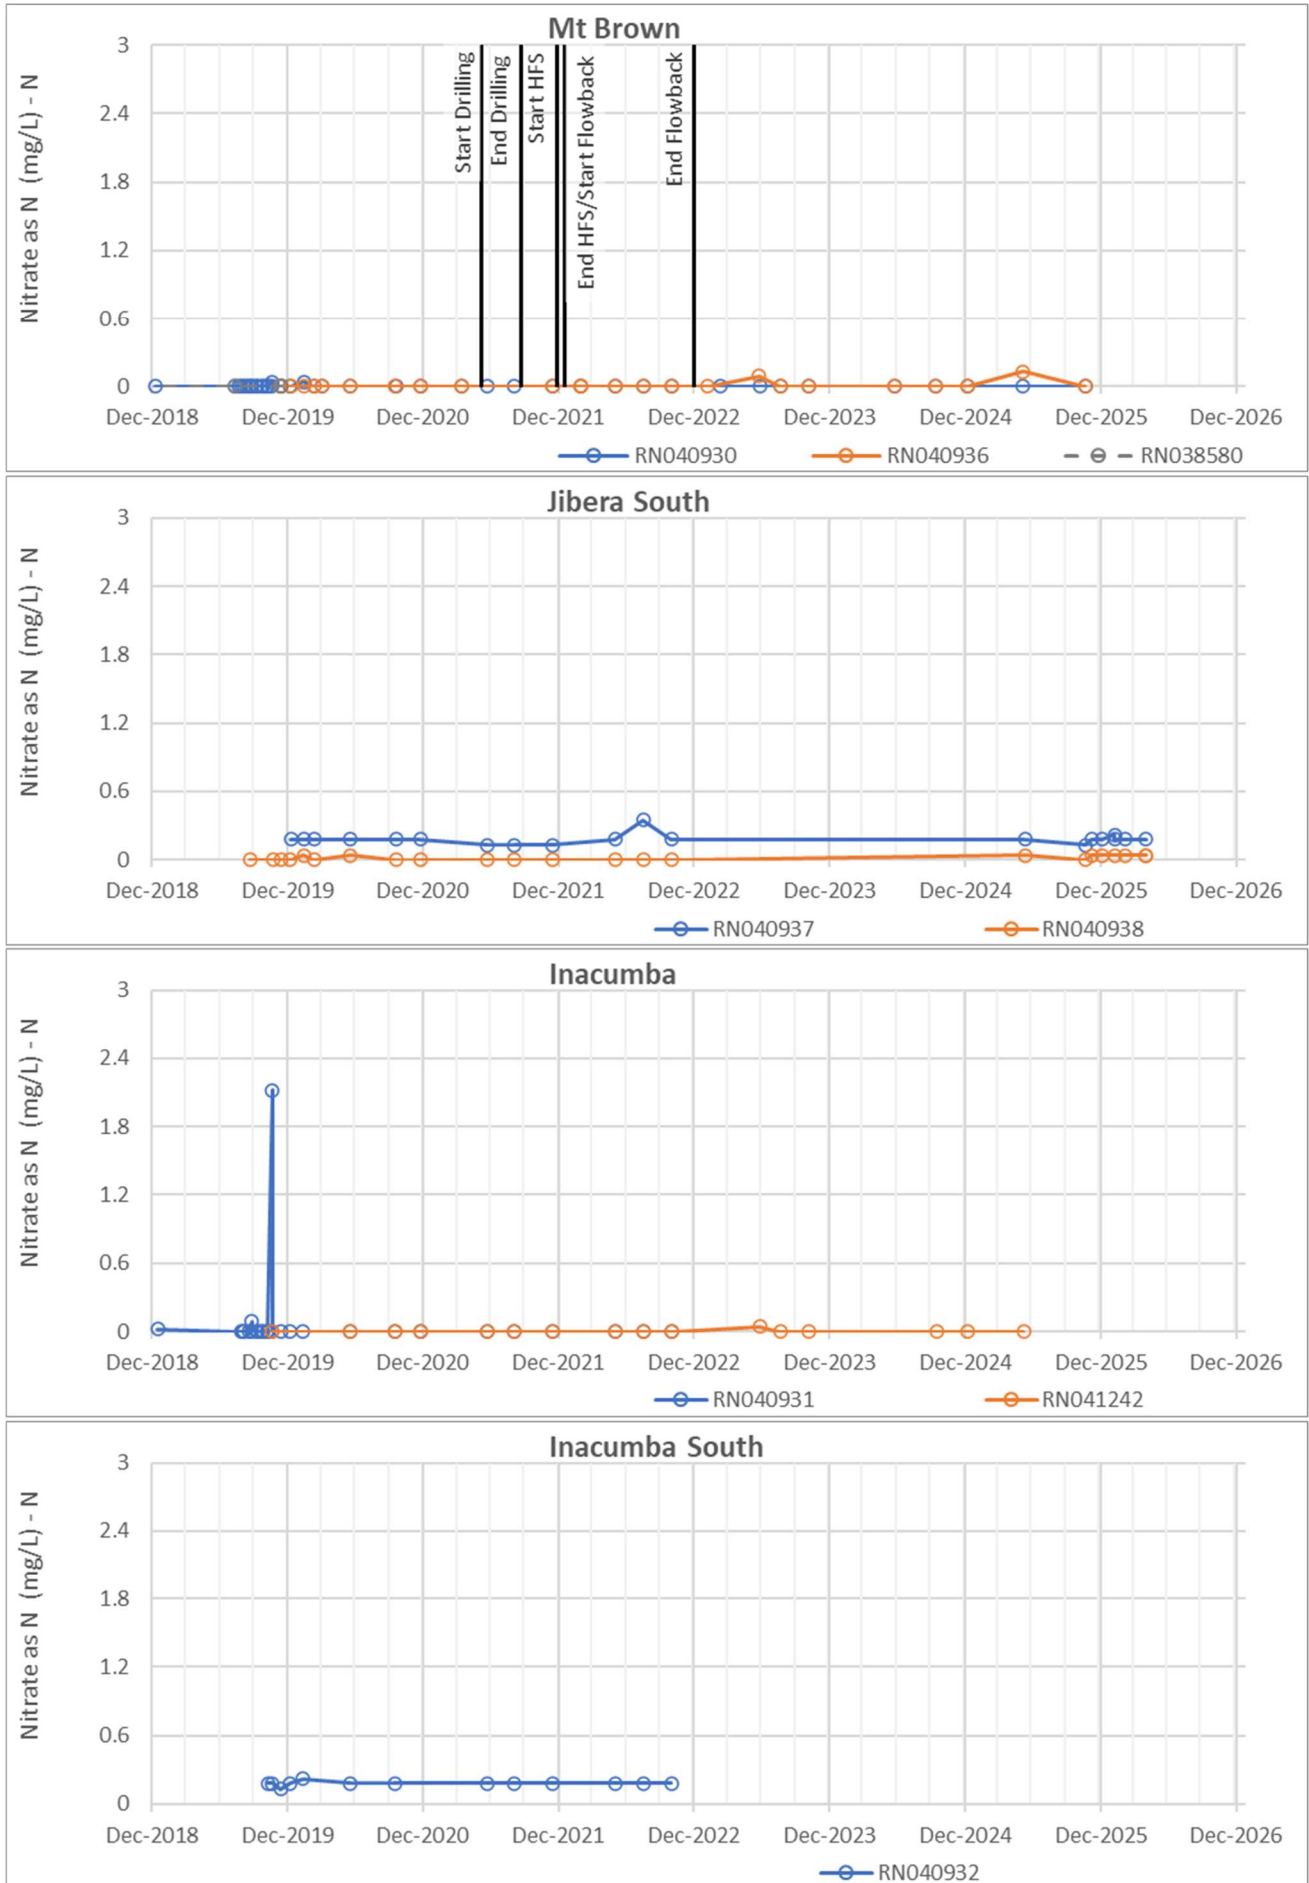 Mt Brown
Nitrate as N (mg/L) - N
3
2.4
1.8
1.2
0.6
0
Start Drilling
End Drilling
Start HFS
End HFS/Start Flowback
End Flowback
Dec-2018 Dec-2019 Dec-2020 Dec-2021 Dec-2022 Dec-2023 Dec-2024 Dec-2025 Dec-2026
RN040930 RN040936 RN038580
Jibera South
Nitrate as N (mg/L) - N
3
2.4
1.8
1.2
0.6
0
Dec-2018 Dec-2019 Dec-2020 Dec-2021 Dec-2022 Dec-2023 Dec-2024 Dec-2025 Dec-2026
RN040937 RN040938
Inacumba
Nitrate as N (mg/L) - N
3
2.4
1.8
1.2
0.6
0
Dec-2018 Dec-2019 Dec-2020 Dec-2021 Dec-2022 Dec-2023 Dec-2024 Dec-2025 Dec-2026
RN040931 RN041242
Inacumba South
Nitrate as N (mg/L) - N
3
2.4
1.8
1.2
0.6
0
Dec-2018 Dec-2019 Dec-2020 Dec-2021 Dec-2022 Dec-2023 Dec-2024 Dec-2025 Dec-2026
RN040932